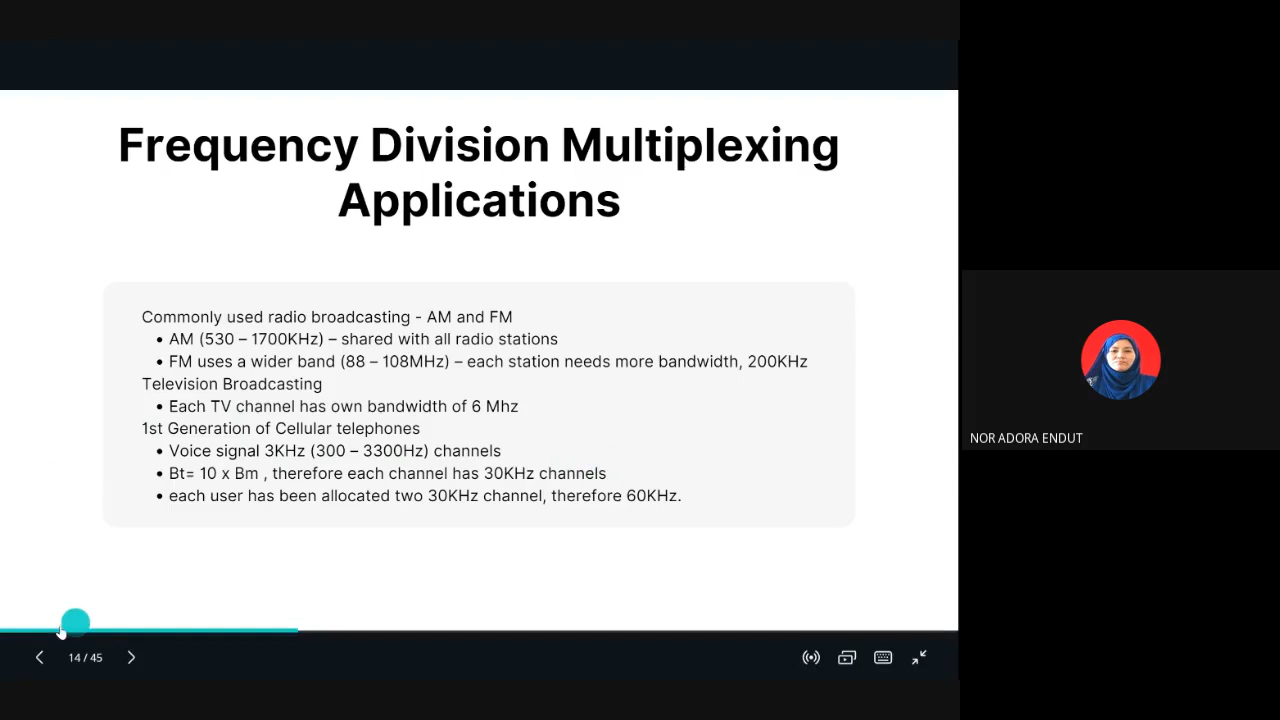 Frequency Division Multiplexing
Applications
Commonly used radio broadcasting - AM and FM
• AM (530 – 1700KHz) – shared with all radio stations
• FM uses a wider band (88 – 108MHz) – each station needs more bandwidth, 200KHz
Television Broadcasting
• Each TV channel has own bandwidth of 6 Mhz
1st Generation of Cellular telephones
• Voice signal 3KHz (300 – 3300Hz) channels
• Bt= 10 x Bm , therefore each channel has 30KHz channels
• each user has been allocated two 30KHz channel, therefore 60KHz.
14 / 45
NOR ADORA ENDUT